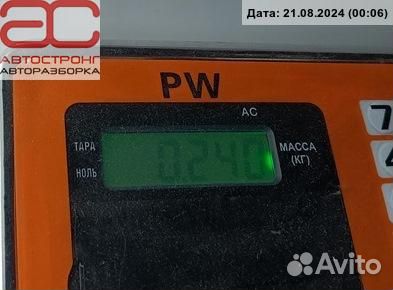 Дата: 21.08.2024 (00:06)
АС
АВТОСТРОНГ
АВТОРАЗБОРКА
PW
AC
ТАРА
НОЛЬ
0.240
МАССА
(КГ)
7
4
Avito